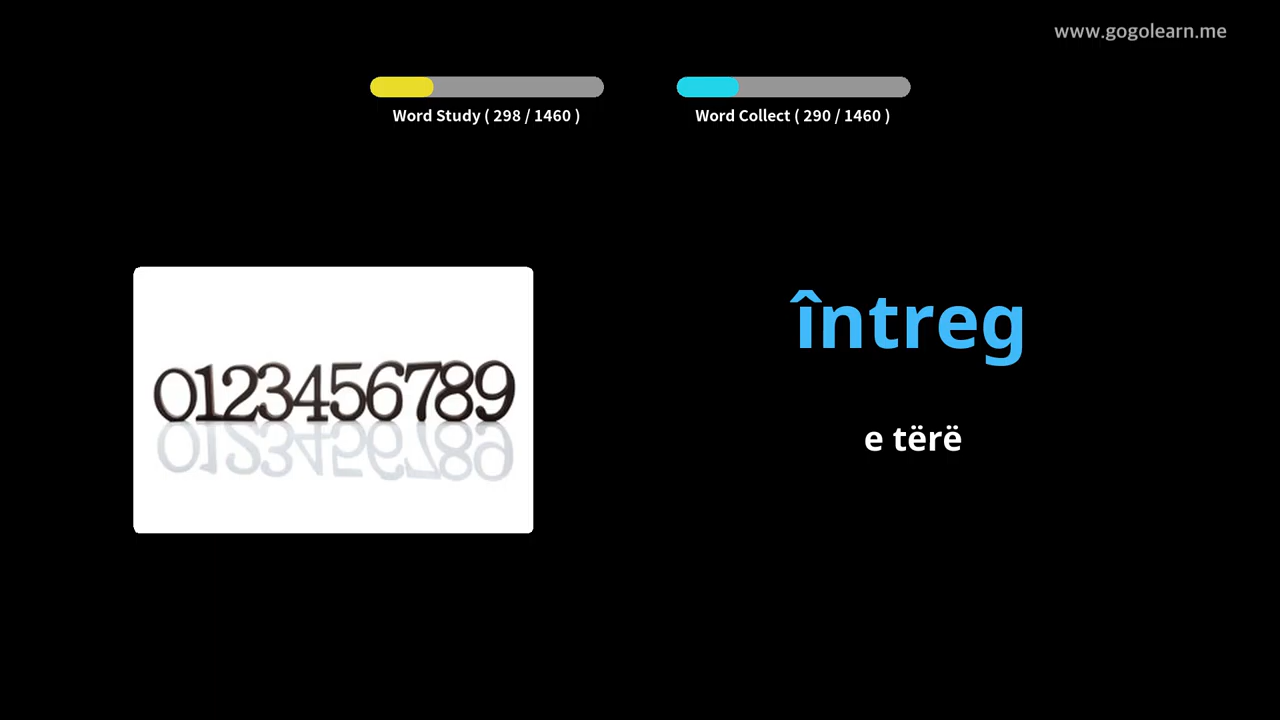 www.gogolearn.me
Word Study ( 298 / 1460 )
Word Collect ( 290 / 1460 )
întreg
0123456789
e tërë